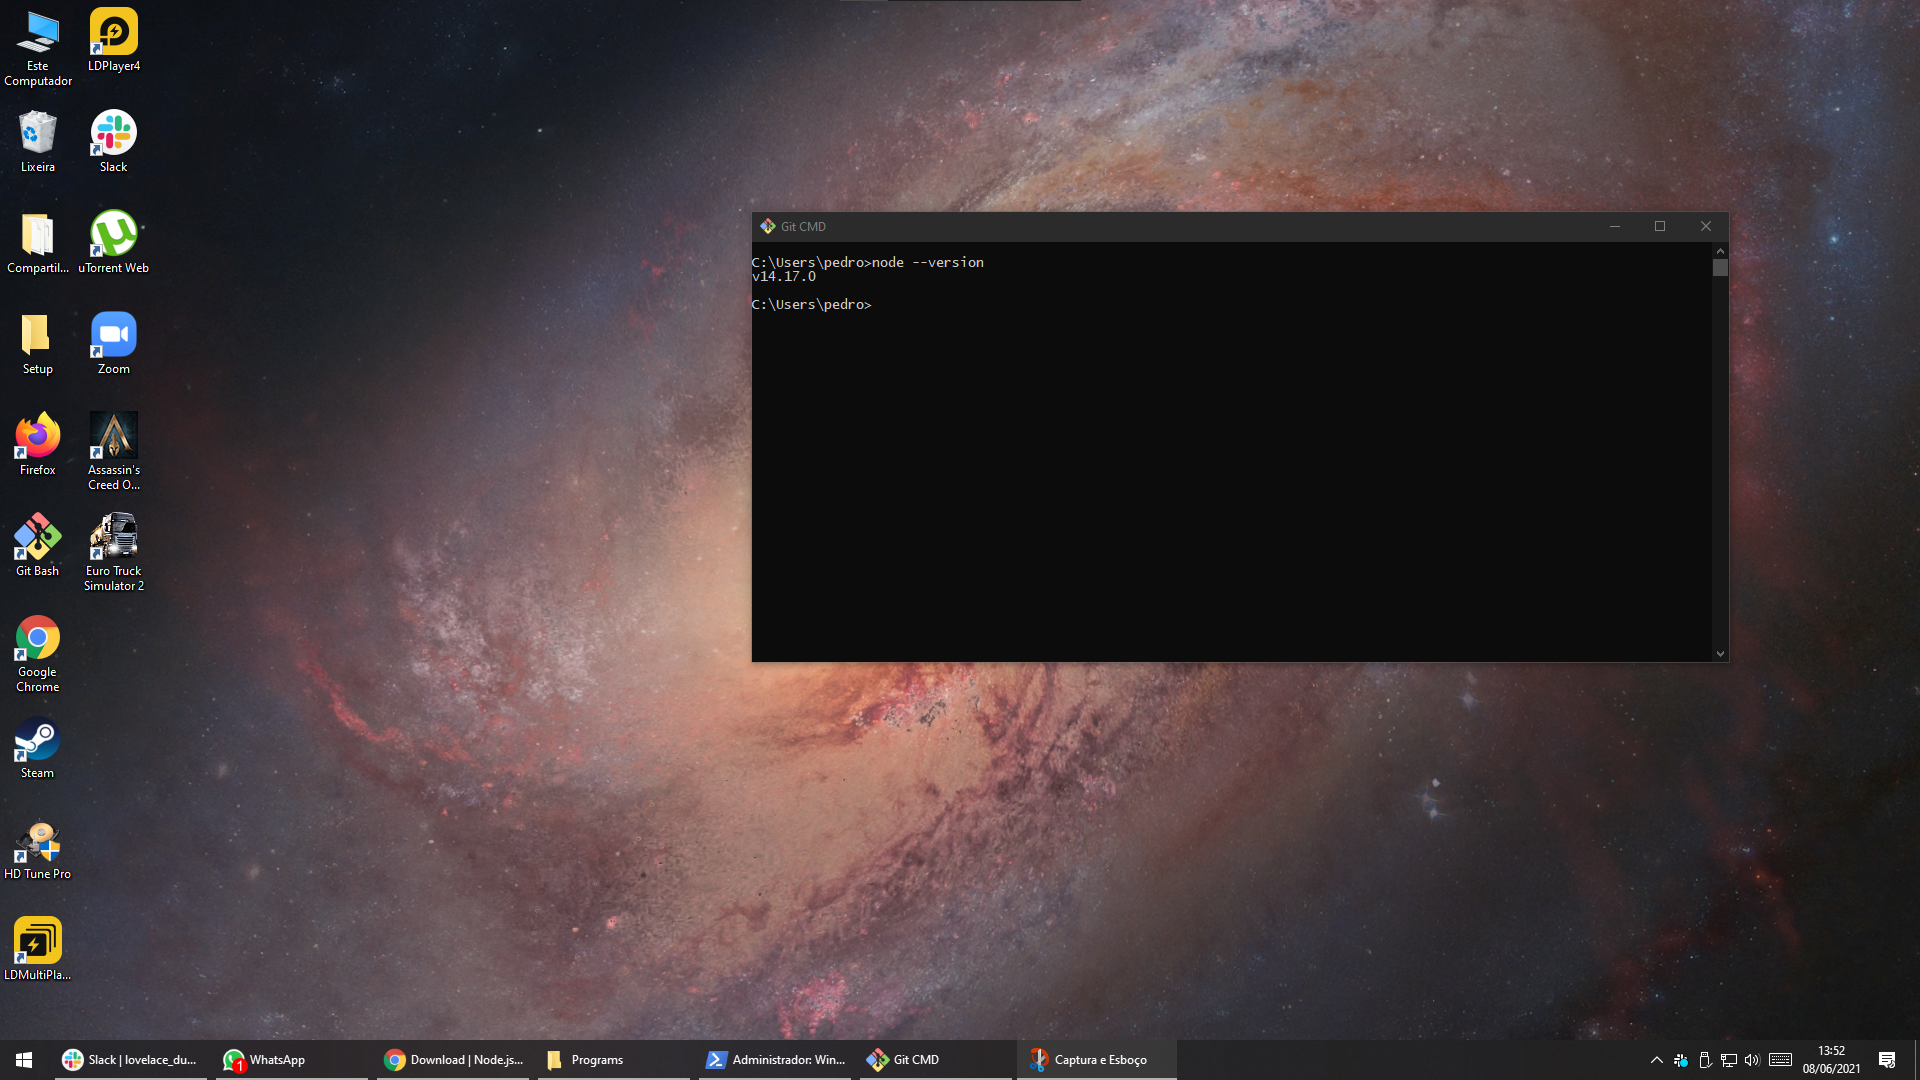 Este
Computador
LDPlayer4
Lixeira
Slack
Compartil...
uTorrent Web
Setup
Zoom
Firefox
Assassin's
Creed O...
Git Bash
Euro Truck
Simulator 2
Google
Chrome
Steam
HD Tune Pro
LDMultiPla...
Git CMD
C:\Users\pedro>node --version
v14.17.0
C:\Users\pedro>
Slack | lovelace_du...
1
WhatsApp
Download | Node.js...
Programs
Administrador: Win...
Git CMD
Captura e Esboço
13:52
08/06/2021